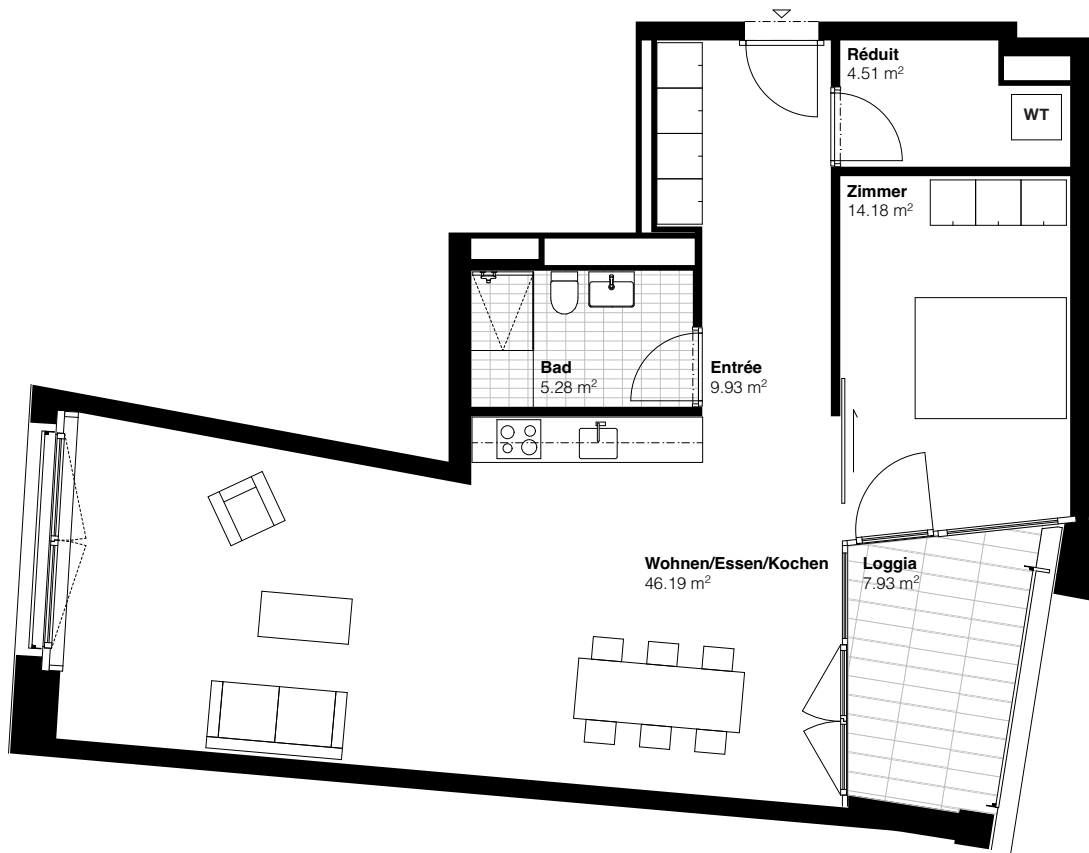 Réduit
4.51 m²
WT
Zimmer
14.18 m²
Bad
5.28 m²
Entrée
9.93 m²
Wohnen/Essen/Kochen
46.19 m²
Loggia
7.93 m²